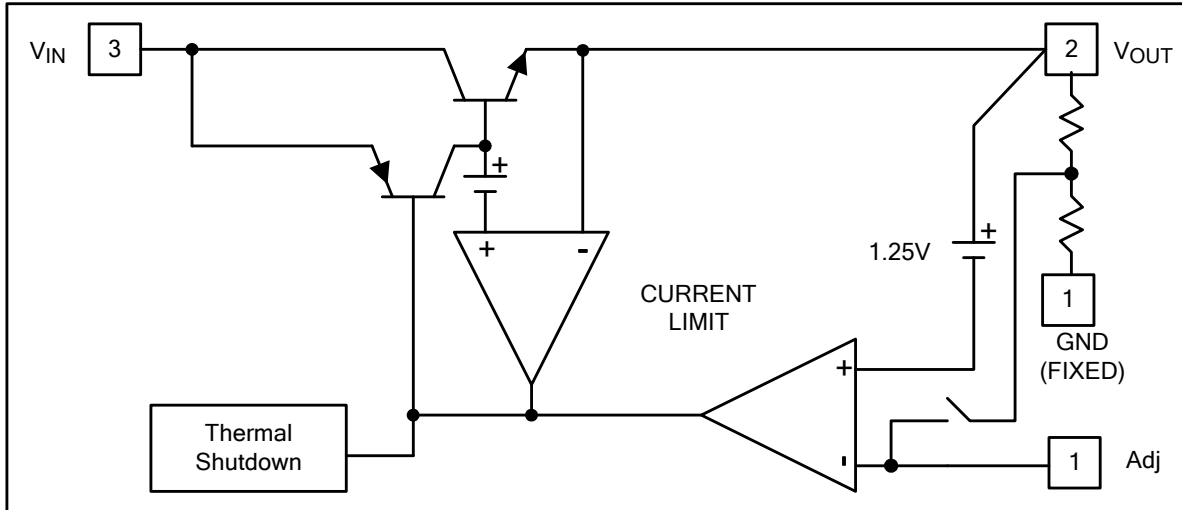 VIN 3
2 VOUT
+
+ -
1.25V +
CURRENT
LIMIT
1
GND
(FIXED)
+
Thermal
Shutdown
-
1 Adj